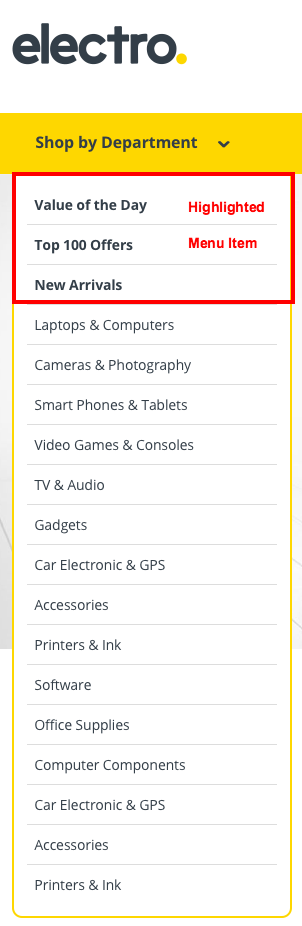 electro.
Shop by Department
Value of the Day Highlighted
Top 100 Offers Menu Item
New Arrivals
Laptops & Computers
Cameras & Photography
Smart Phones & Tablets
Video Games & Consoles
TV & Audio
Gadgets
Car Electronic & GPS
Accessories
Printers & Ink
Software
Office Supplies
Computer Components
Car Electronic & GPS
Accessories
Printers & Ink